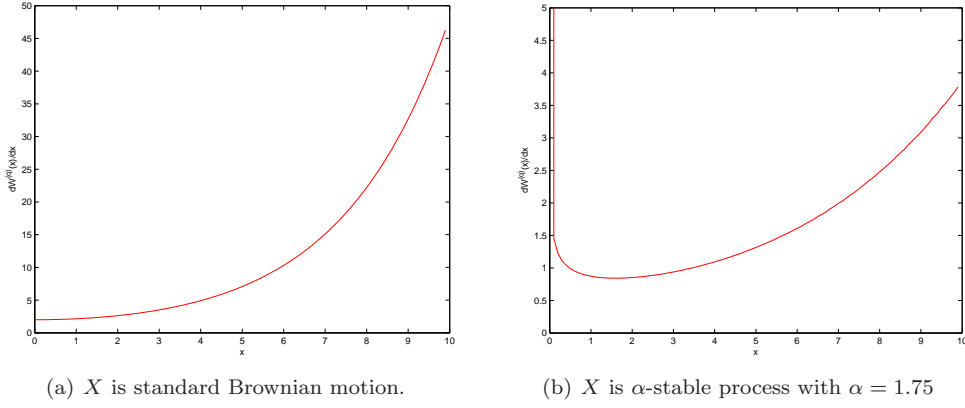 50
45
40
35
30
25
20
15
10
5
0
dW^{(q)}(x)/dx
0 1 2 3 4 5 6 7 8 9 10
x
(a) X is standard Brownian motion.
5
4.5
4
3.5
3
2.5
2
1.5
1
0.5
0
dW^{(q)}(x)/dx
0 1 2 3 4 5 6 7 8 9 10
x
(b) X is α-stable process with α = 1.75